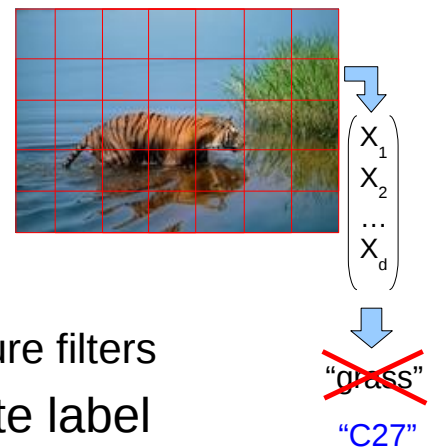 X1
X2
...
Xd
ure filters
“grass”
te label
“C27”